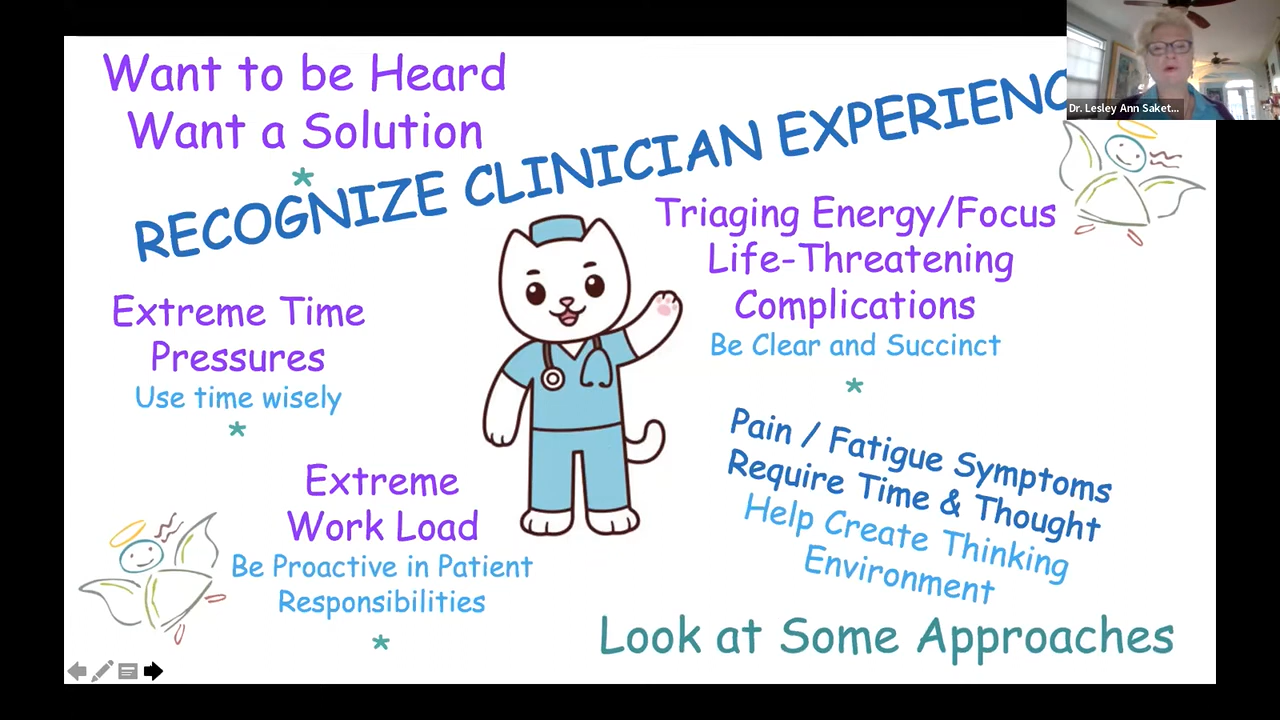 Want to be Heard
Want a Solution
*
RECOGNIZE CLINICIAN EXPERIENC
Dr. Lesley Ann Saket...
Triaging Energy/Focus
Life-Threatening
Complications
Be Clear and Succinct
*
Extreme Time
Pressures
Use time wisely
*
Pain / Fatigue Symptoms
Require Time & Thought
Help Create Thinking
Environment
Extreme
Work Load
Be Proactive in Patient
Responsibilities
*
Look at Some Approaches